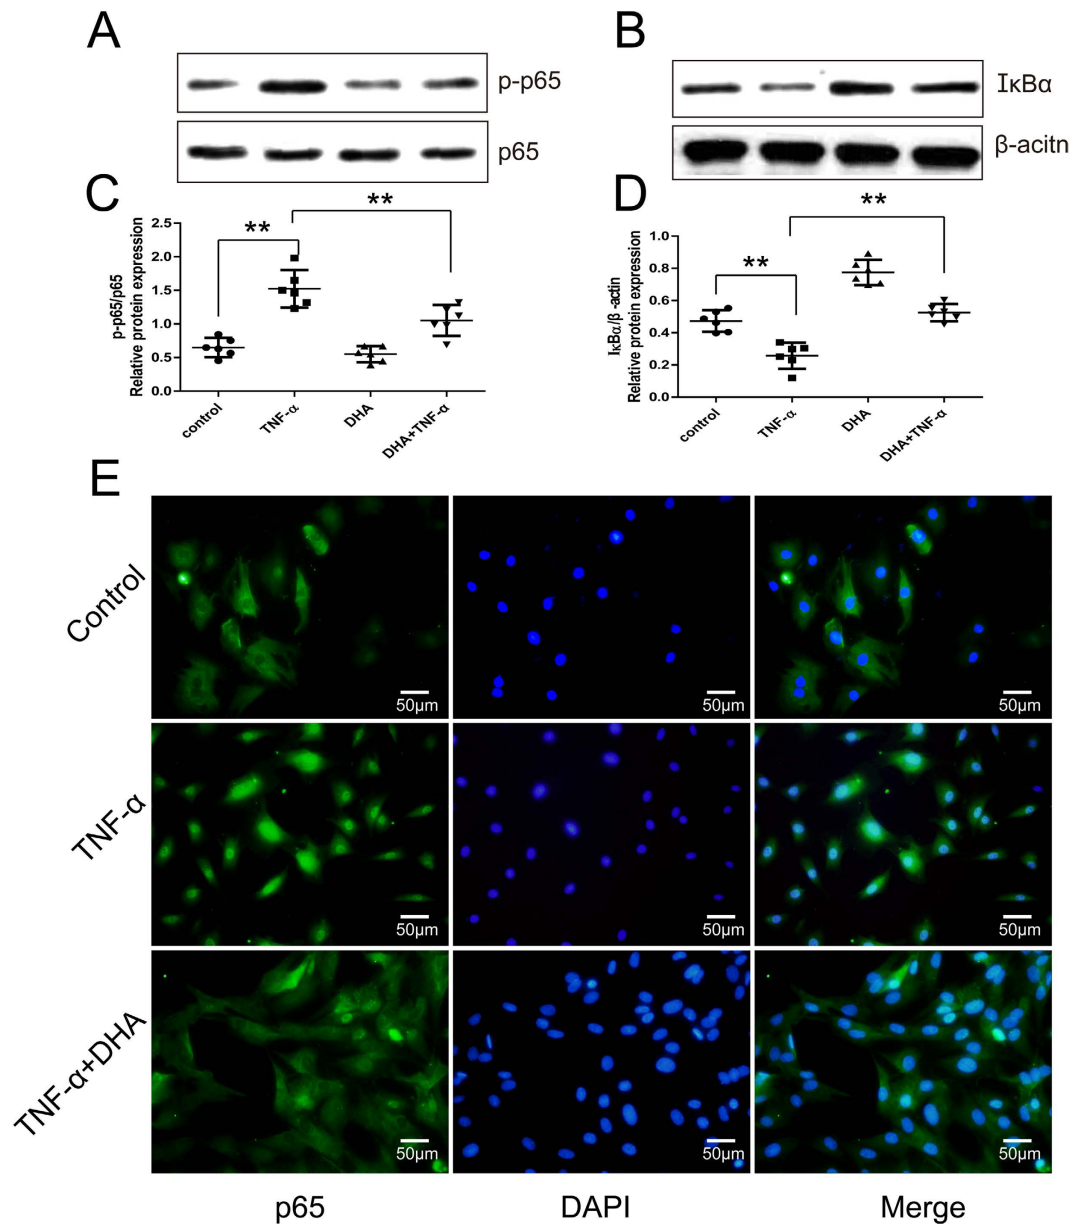 A
p-p65
p65
B
IκBα
β-acitn
C
**
**
p-p65/p65
Relative protein expression
2.5
2.0
1.5
1.0
0.5
0.0
control
TNF-α
DHA
DHA+TNF-α
D
**
**
IκBα/β-actin
Relative protein expression
1.0
0.8
0.6
0.4
0.2
0.0
control
TNF-α
DHA
DHA+TNF-α
E
Control
50μm
50μm
50μm
TNF-α
50μm
50μm
50μm
TNF-α+DHA
50μm
50μm
50μm
p65
DAPI
Merge